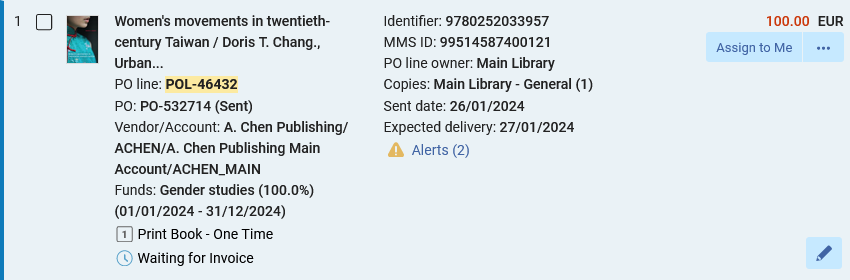 1
Women's movements in twentieth-
century Taiwan / Doris T. Chang.,
Urban...
PO line: POL-46432
PO: PO-532714 (Sent)
Vendor/Account: A. Chen Publishing/
ACHEN/A. Chen Publishing Main
Account/ACHEN_MAIN
Funds: Gender studies (100.0%)
(01/01/2024 - 31/12/2024)
1 Print Book - One Time
Waiting for Invoice
Identifier: 9780252033957
MMS ID: 99514587400121
PO line owner: Main Library
Copies: Main Library - General (1)
Sent date: 26/01/2024
Expected delivery: 27/01/2024
Alerts (2)
100.00 EUR
Assign to Me